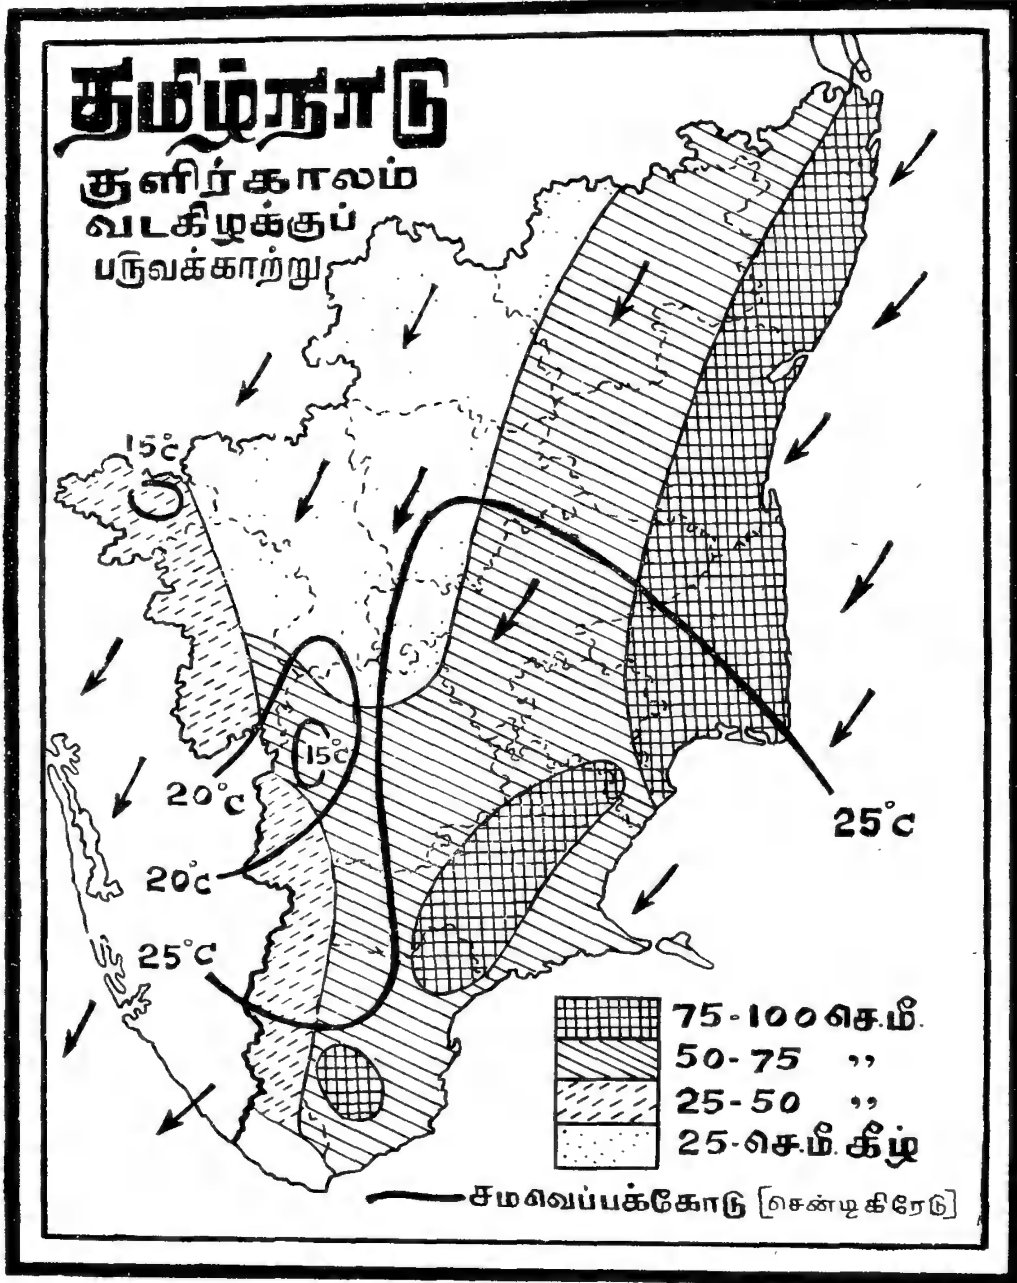 தமிழ்நாடு
குளிர்காலம்
வடகிழக்குப்
பருவக்காற்று
15°C
15°C
20°C
20°C
25°C
25°C
75-100 செ.மீ.
50-75 ,,
25-50 ,,
25-செ.மீ. கீழ்
சமவெப்பக்கோடு [செண்டிகிரேடு]